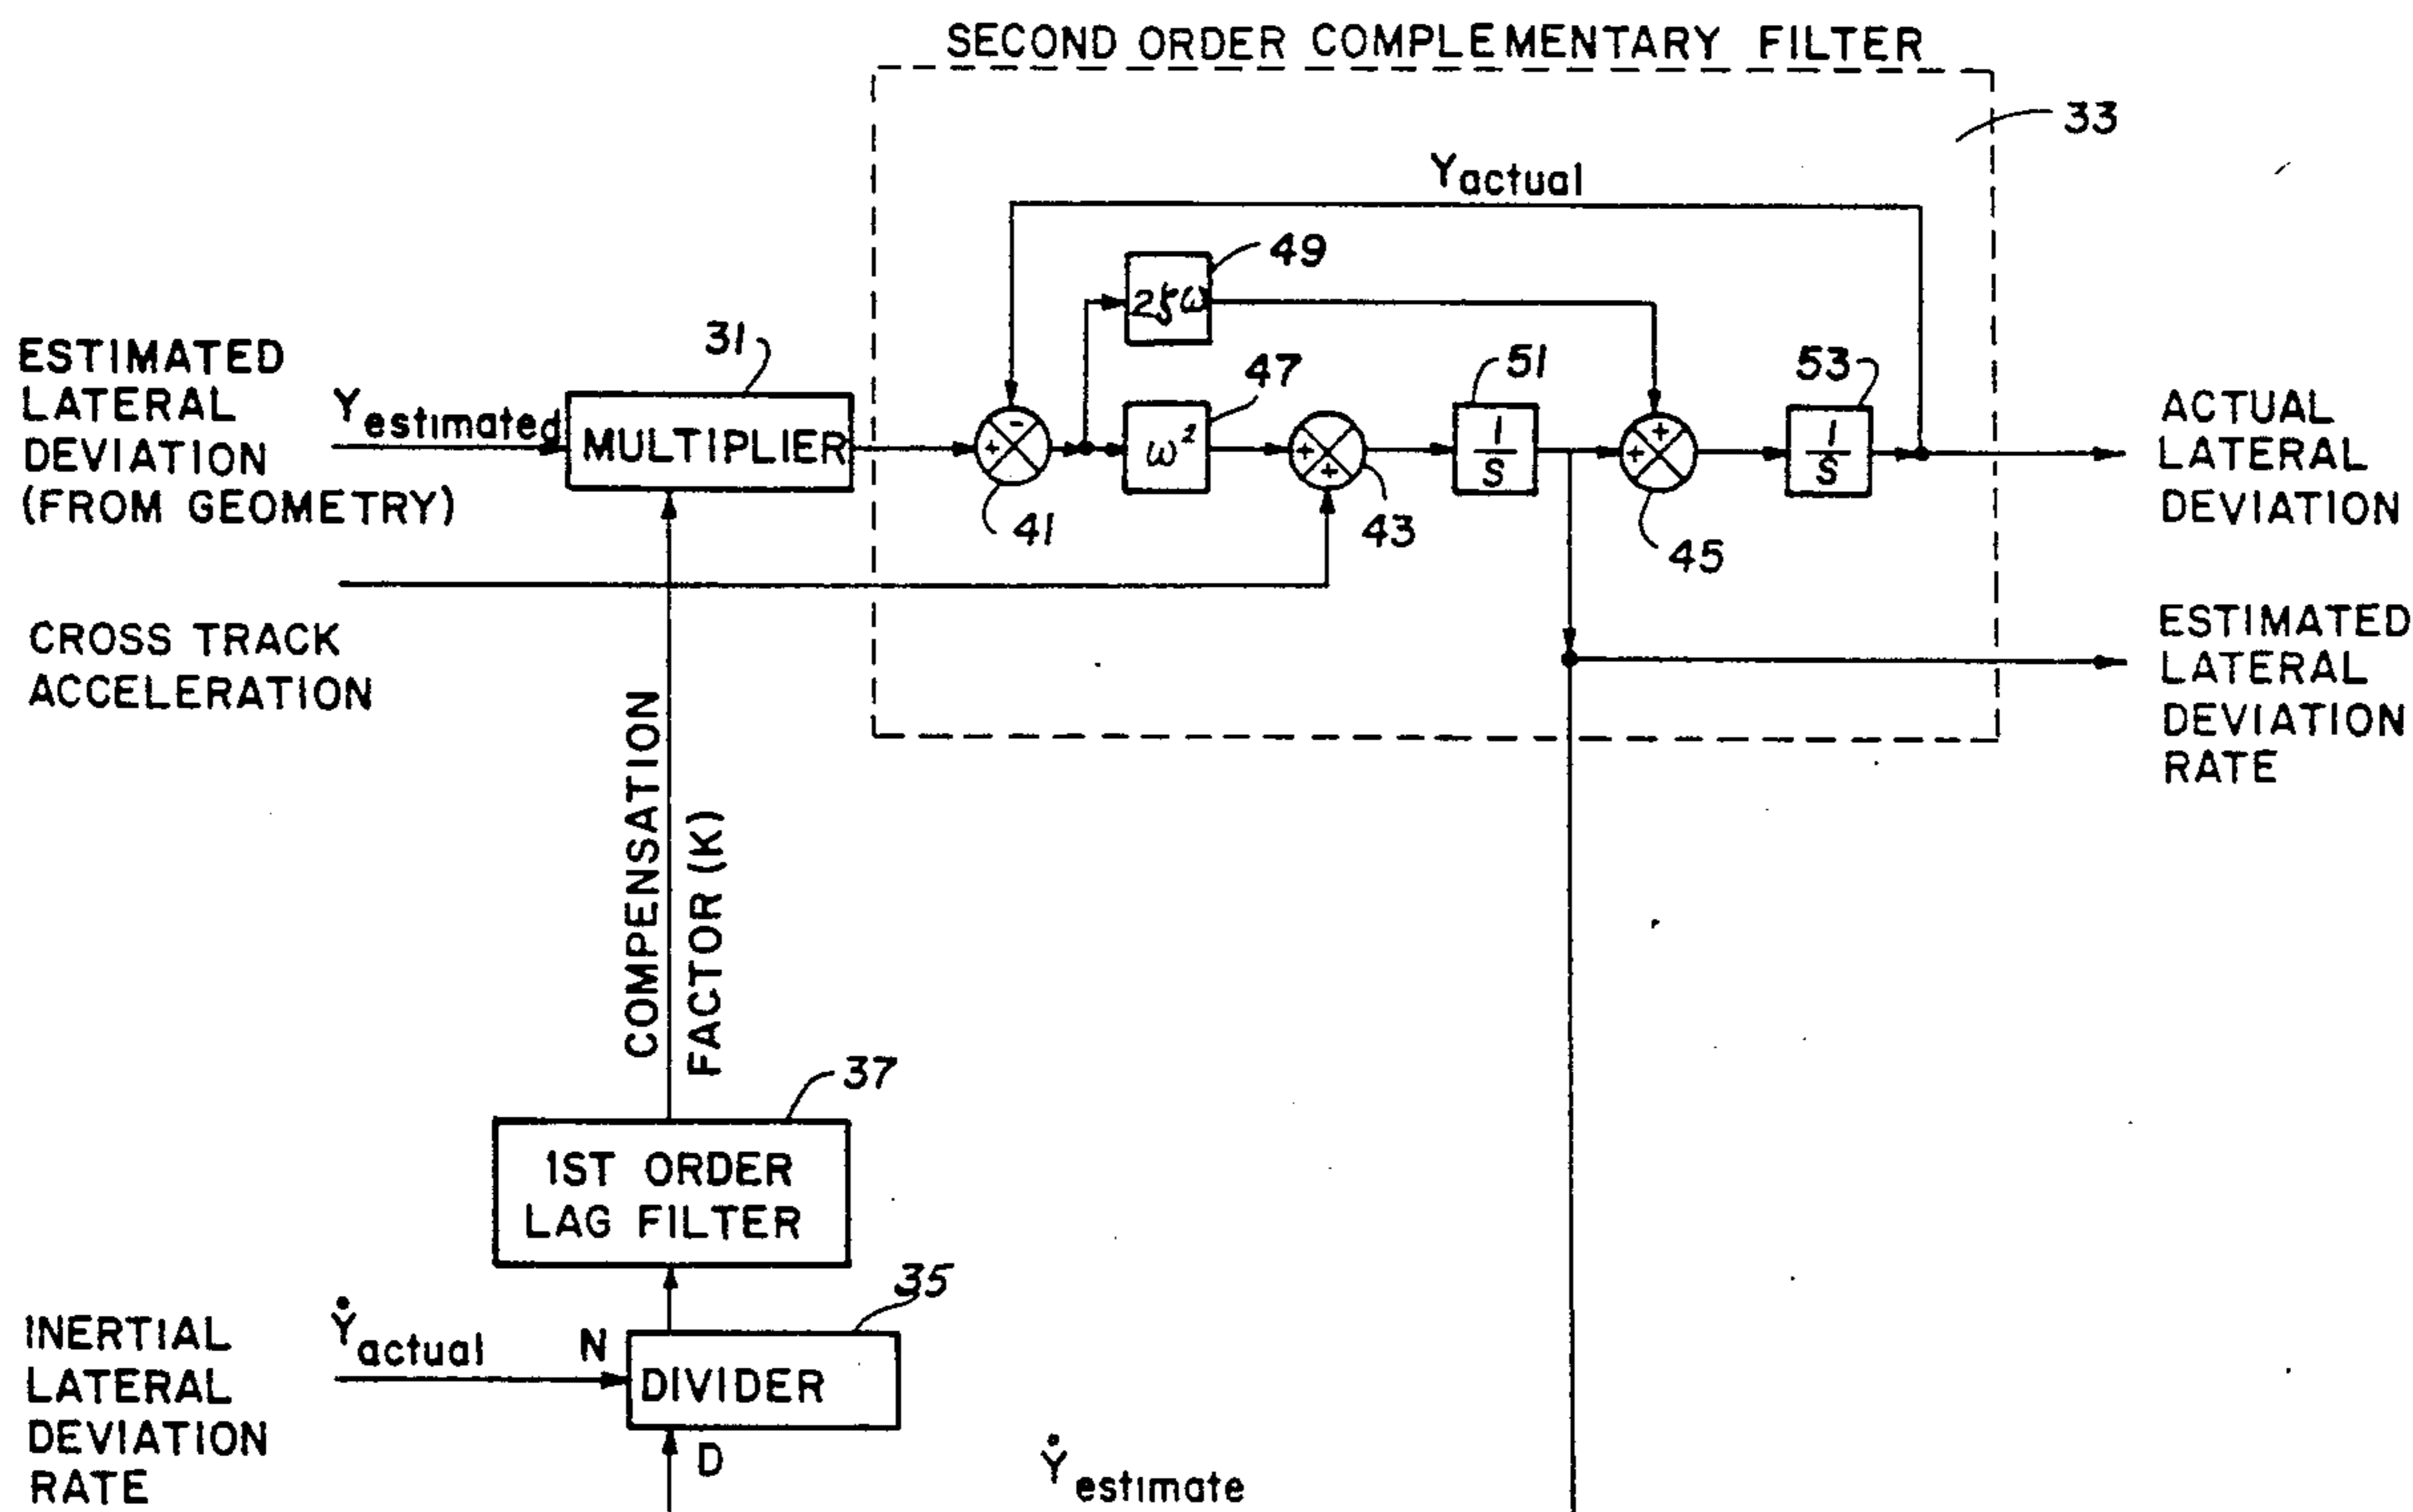 SECOND ORDER COMPLEMENTARY FILTER
33
Yactual
49
2ζω
31
47
51
53
ESTIMATED
LATERAL
DEVIATION
(FROM GEOMETRY)
Yestimated
MULTIPLIER
+
-
ω²
+
+
1/S
+
+
1/S
ACTUAL
LATERAL
DEVIATION
41
43
45
CROSS TRACK
ACCELERATION
ESTIMATED
LATERAL
DEVIATION
RATE
COMPENSATION
FACTOR (K)
37
1ST ORDER
LAG FILTER
35
INERTIAL
LATERAL
DEVIATION
RATE
Ẏactual
N
DIVIDER
D
Ẏestimate